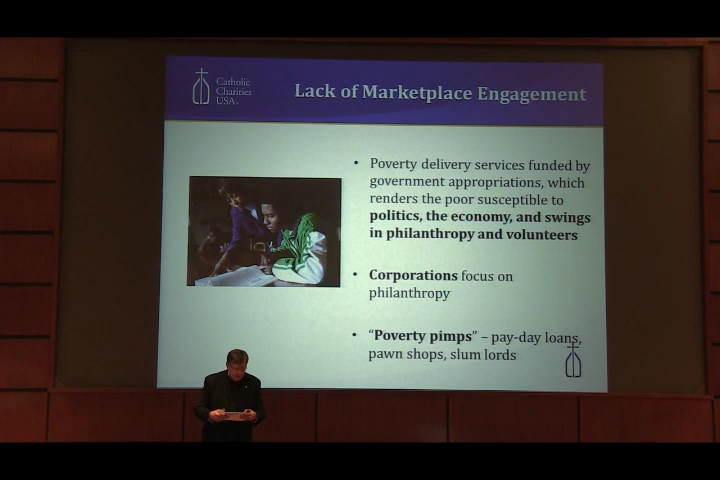 Catholic
Charities
USA™
Lack of Marketplace Engagement
• Poverty delivery services funded by
government appropriations, which
renders the poor susceptible to
politics, the economy, and swings
in philanthropy and volunteers
• Corporations focus on
philanthropy
• “Poverty pimps” – pay-day loans,
pawn shops, slum lords